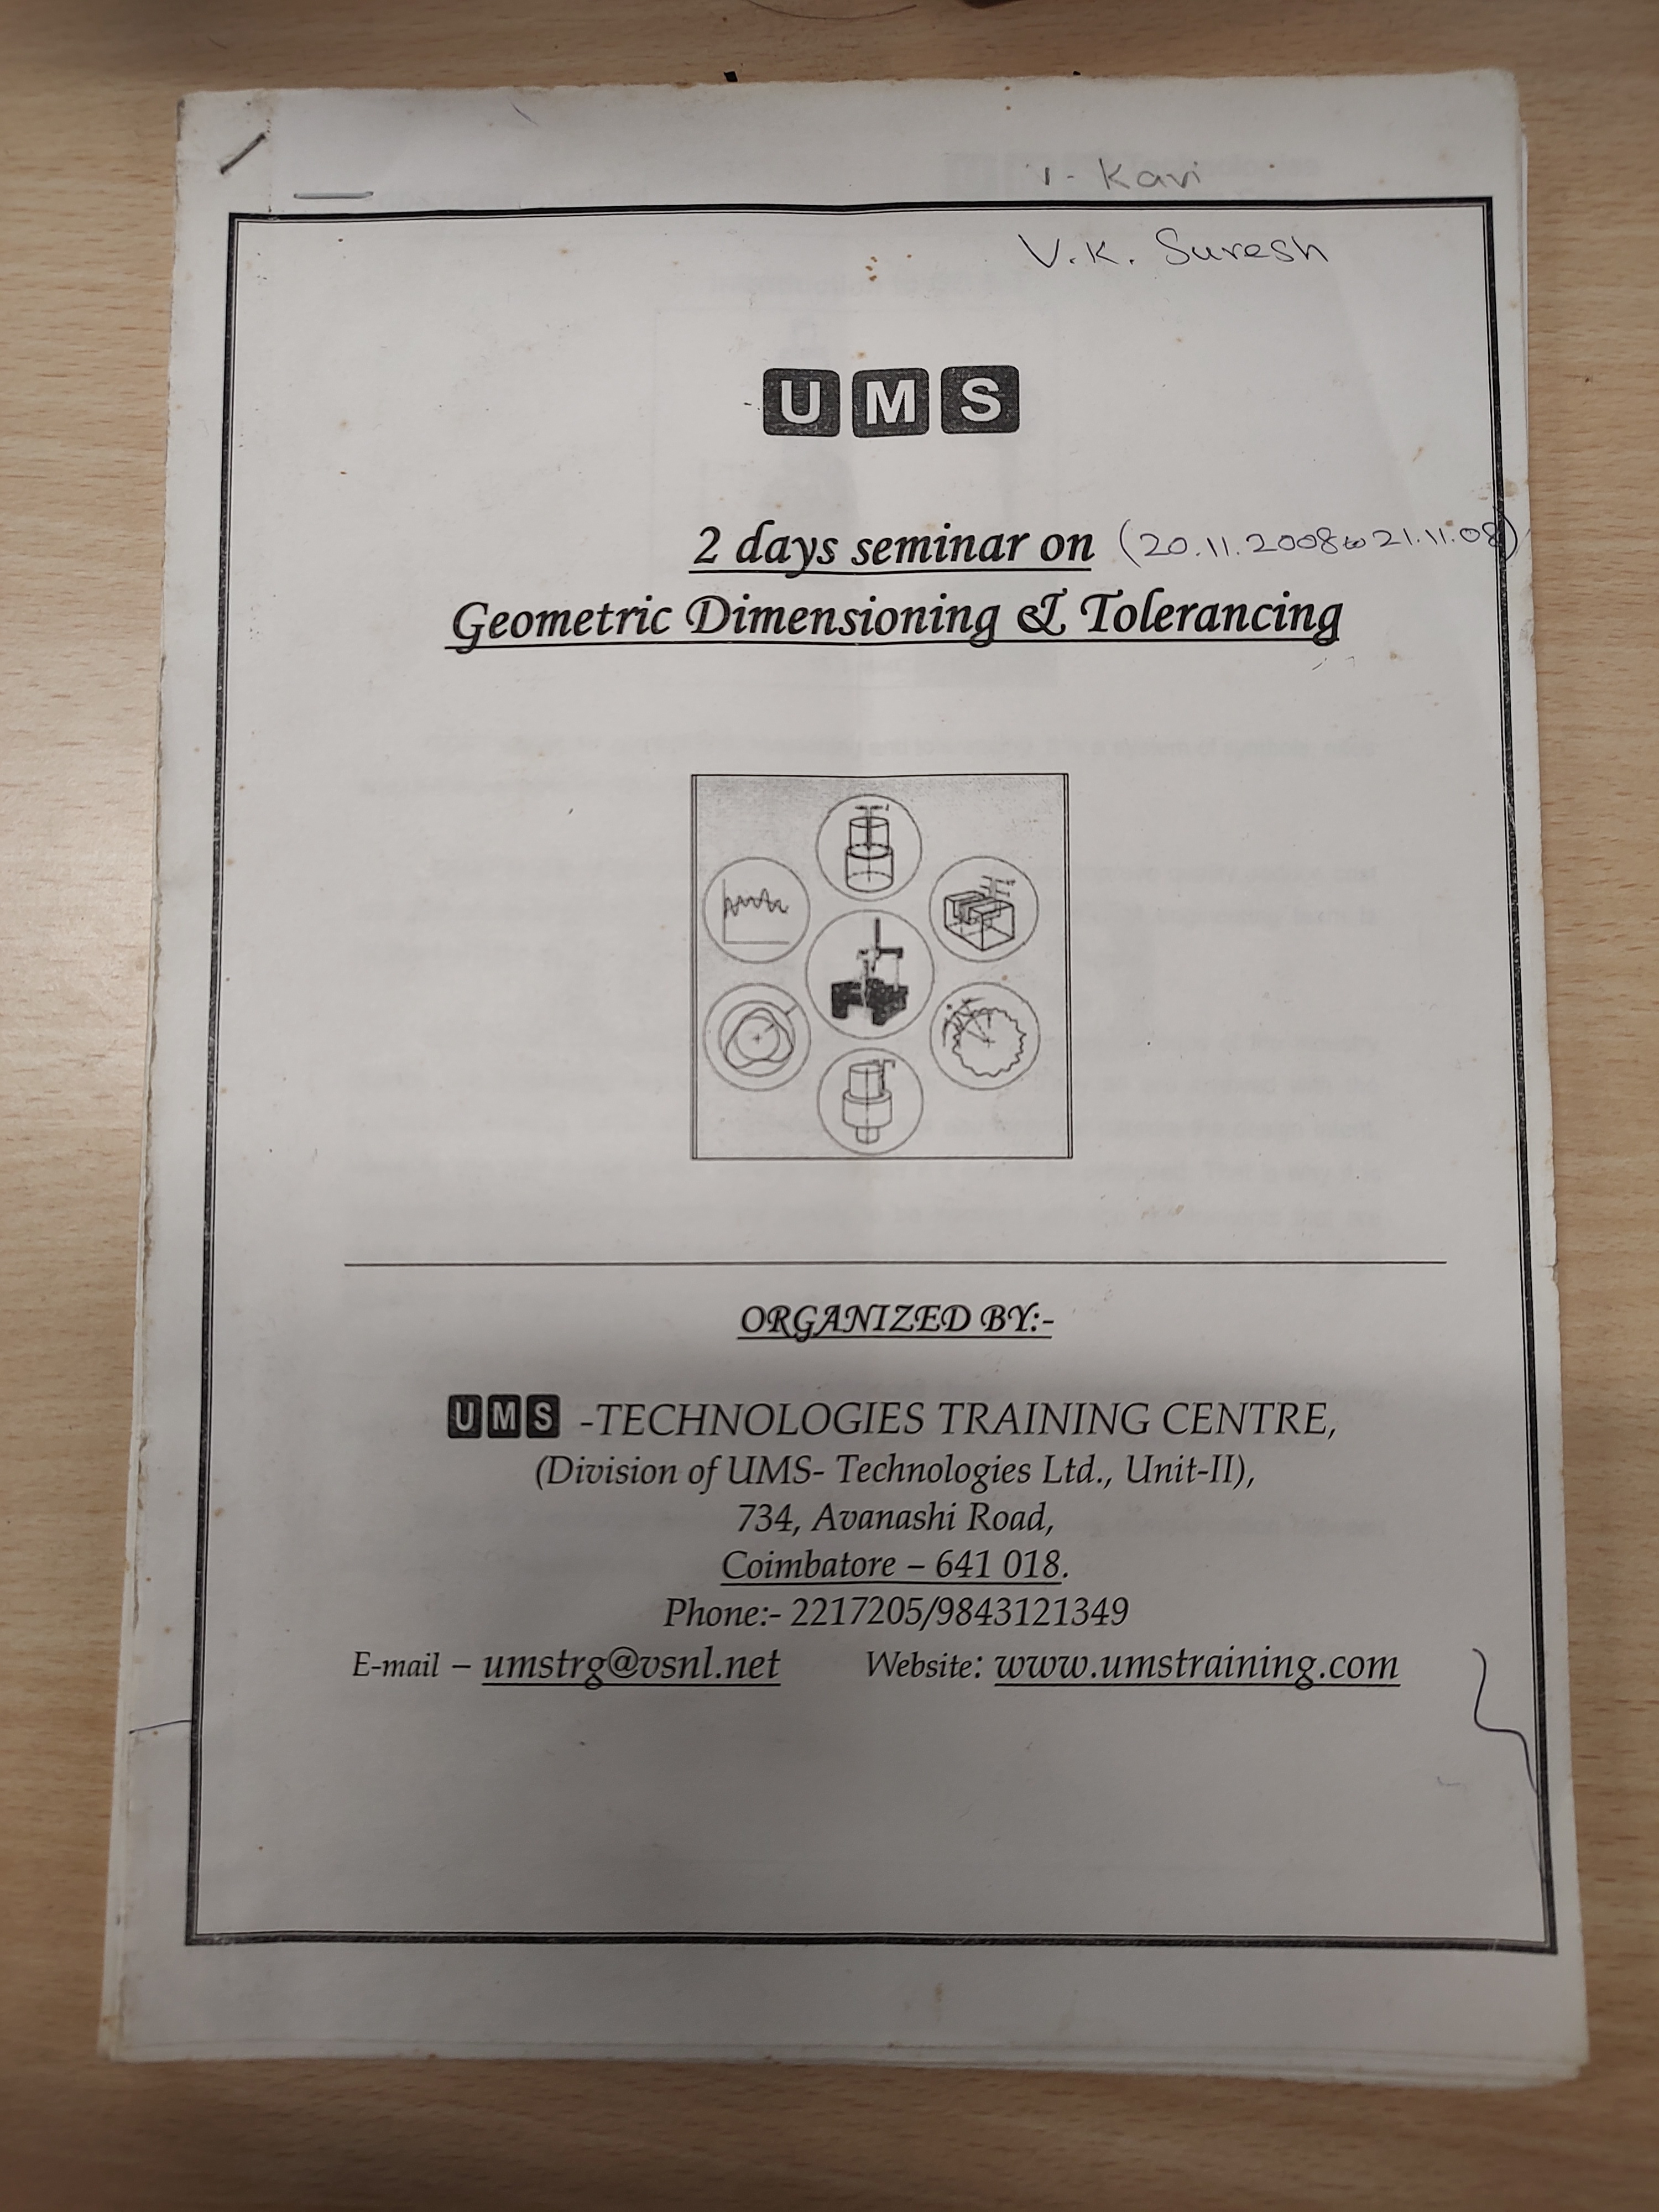 Kavi
V.K. Suresh
UMS
2 days seminar on (20.11.2008 to 21.11.08)
Geometric Dimensioning & Tolerancing
ORGANIZED BY:-
UMS -TECHNOLOGIES TRAINING CENTRE,
(Division of UMS- Technologies Ltd., Unit-II),
734, Avanashi Road,
Coimbatore – 641 018.
Phone:- 2217205/9843121349
E-mail – umstrg@vsnl.net Website: www.umstraining.com